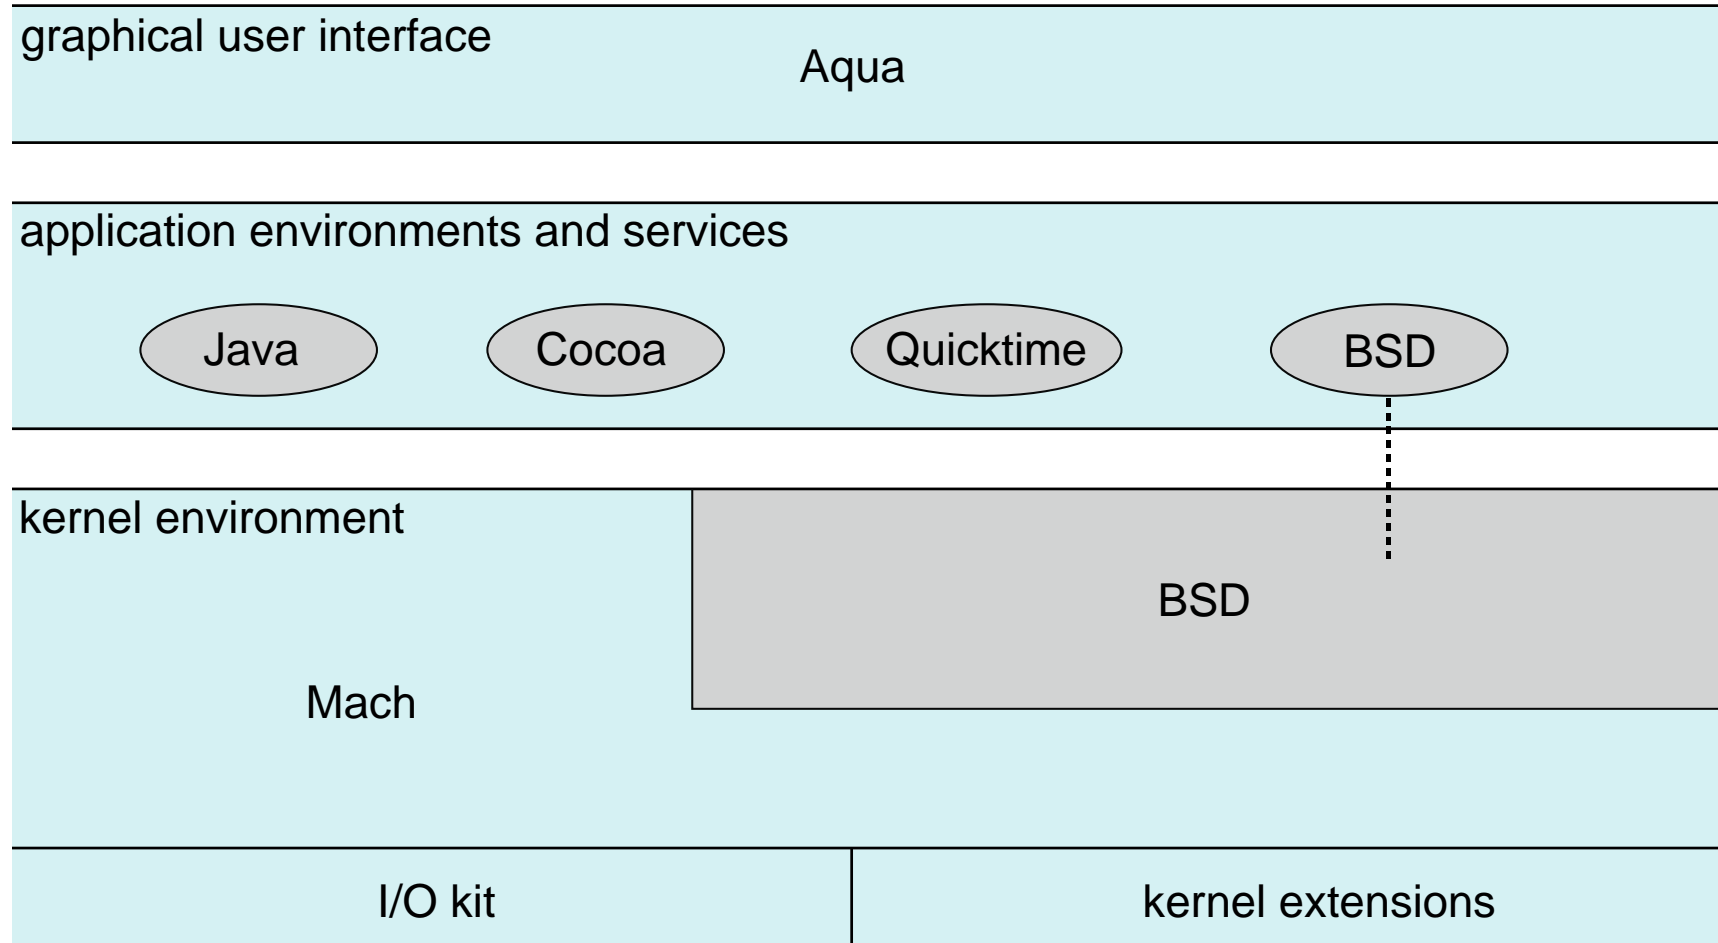 graphical user interface
Aqua
application environments and services
Java
Cocoa
Quicktime
BSD
kernel environment
BSD
Mach
I/O kit
kernel extensions